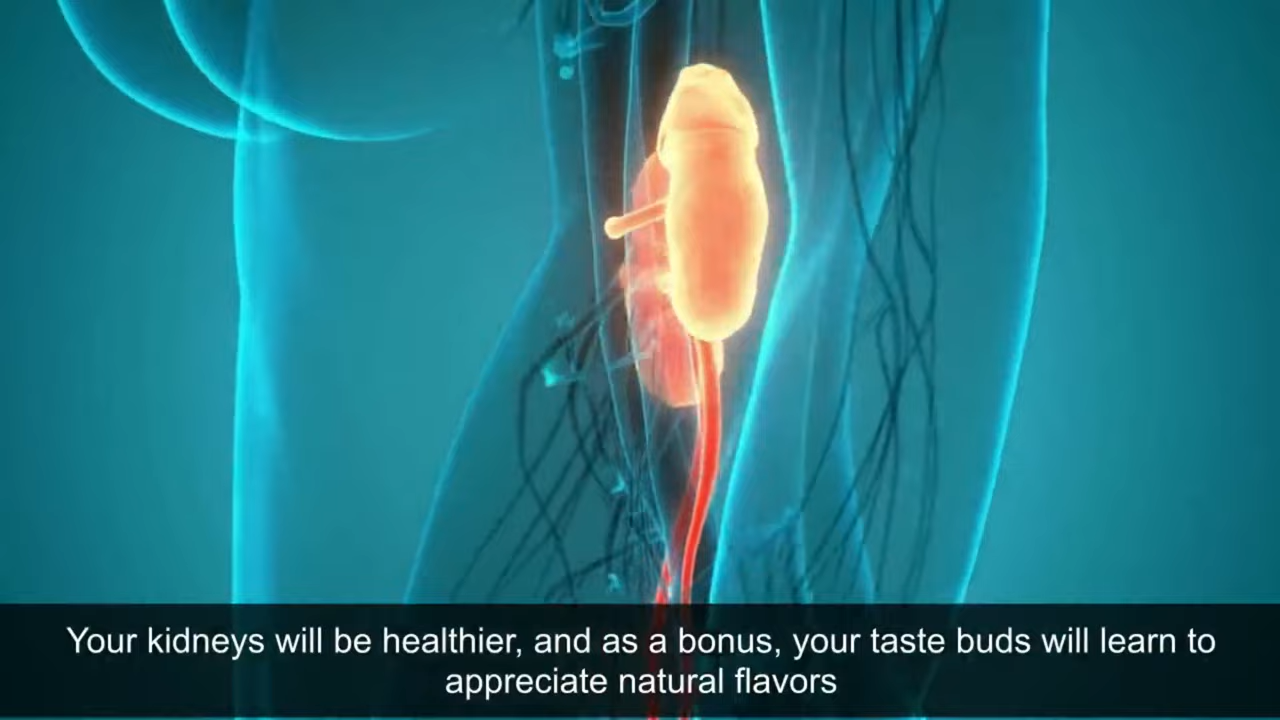 Your kidneys will be healthier, and as a bonus, your taste buds will learn to
appreciate natural flavors